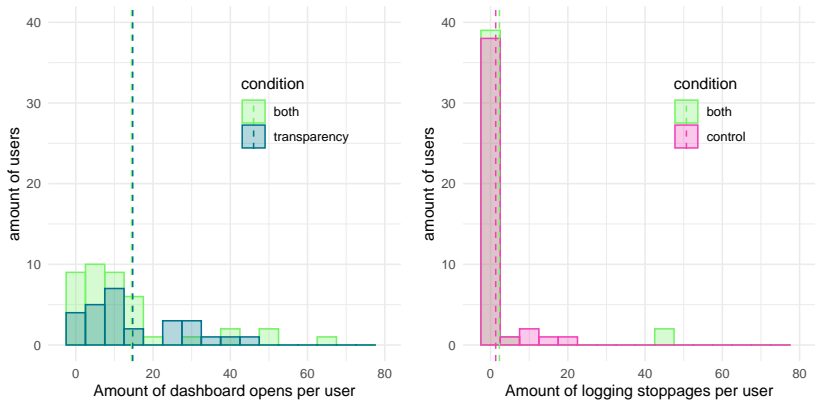 amount of users
40
30
20
10
0
condition
both
transparency
0
20
40
60
80
Amount of dashboard opens per user
amount of users
40
30
20
10
0
condition
both
control
0
20
40
60
80
Amount of logging stoppages per user